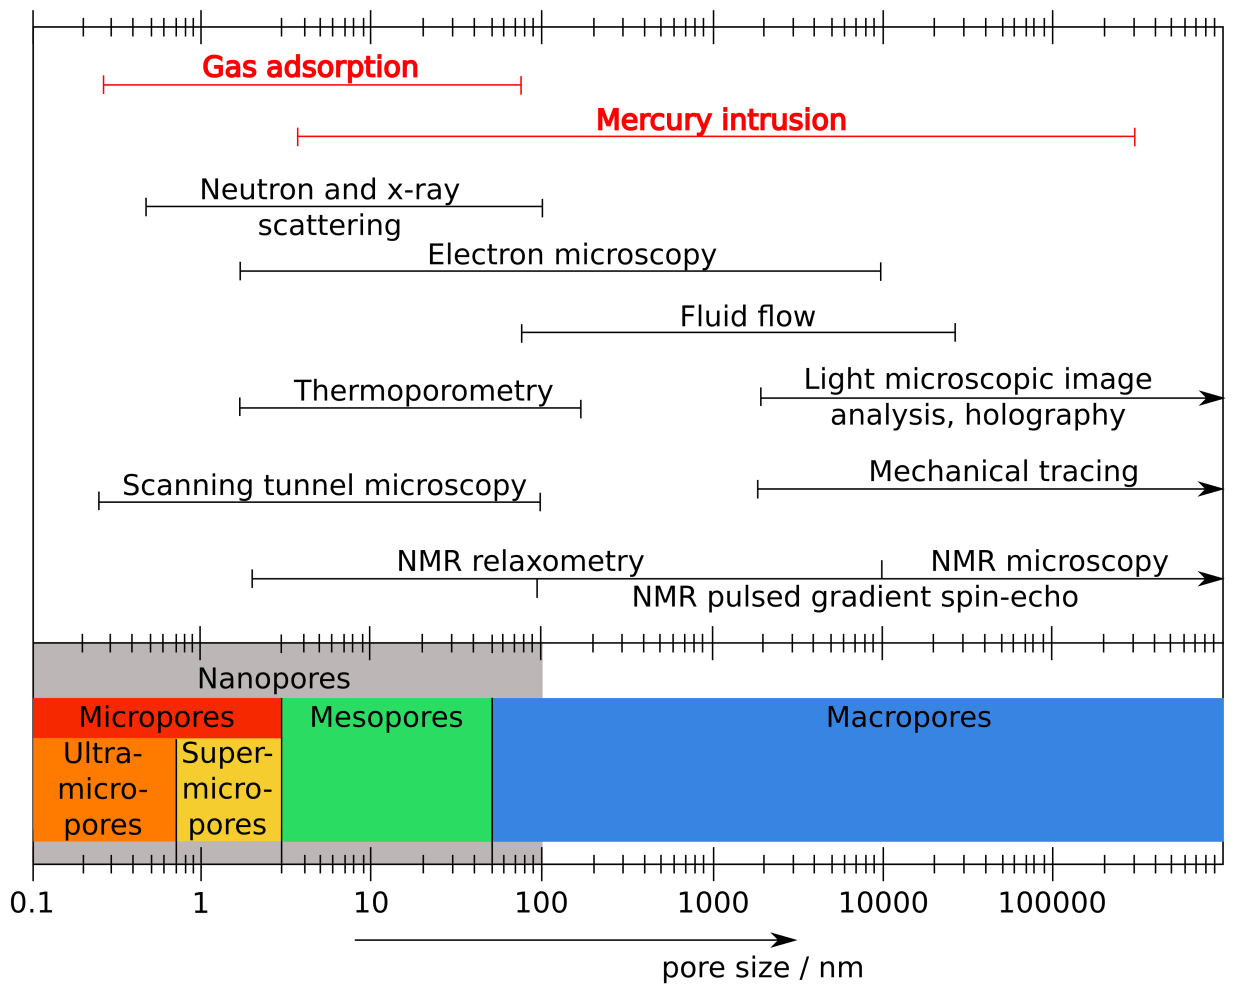 Gas adsorption
Mercury intrusion
Neutron and x-ray
scattering
Electron microscopy
Fluid flow
Light microscopic image
analysis, holography
Thermoporometry
Mechanical tracing
Scanning tunnel microscopy
NMR relaxometry
NMR microscopy
NMR pulsed gradient spin-echo
Nanopores
Micropores
Mesopores
Macropores
Ultra-
micro-
pores
Super-
micro-
pores
0.1 1 10 100 1000 10000 100000
pore size / nm